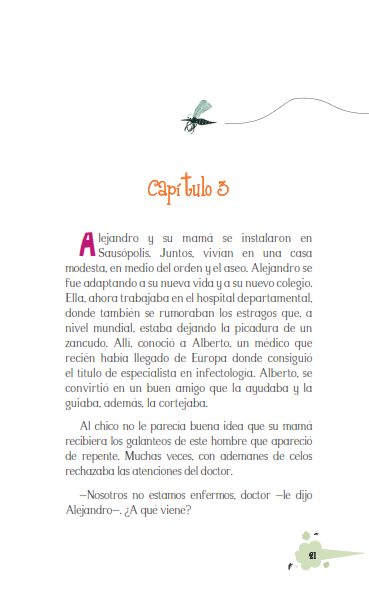 Capítulo 3
Alejandro y su mamá se instalaron en
Sausópolis. Juntos, vivían en una casa
modesta, en medio del orden y el aseo. Alejandro se
fue adaptando a su nueva vida y a su nuevo colegio.
Ella, ahora trabajaba en el hospital departamental,
donde también se rumoraban los estragos que, a
nivel mundial, estaba dejando la picadura de un
zancudo. Allí, conoció a Alberto, un médico que
recién había llegado de Europa donde consiguió
el título de especialista en infectología. Alberto, se
convirtió en un buen amigo que la ayudaba y la
guiaba, además, la cortejaba.
Al chico no le parecía buena idea que su mamá
recibiera los galanteos de este hombre que apareció
de repente. Muchas veces, con ademanes de celos
rechazaba las atenciones del doctor.
—Nosotros no estamos enfermos, doctor —le dijo
Alejandro—. ¿A qué viene?
21